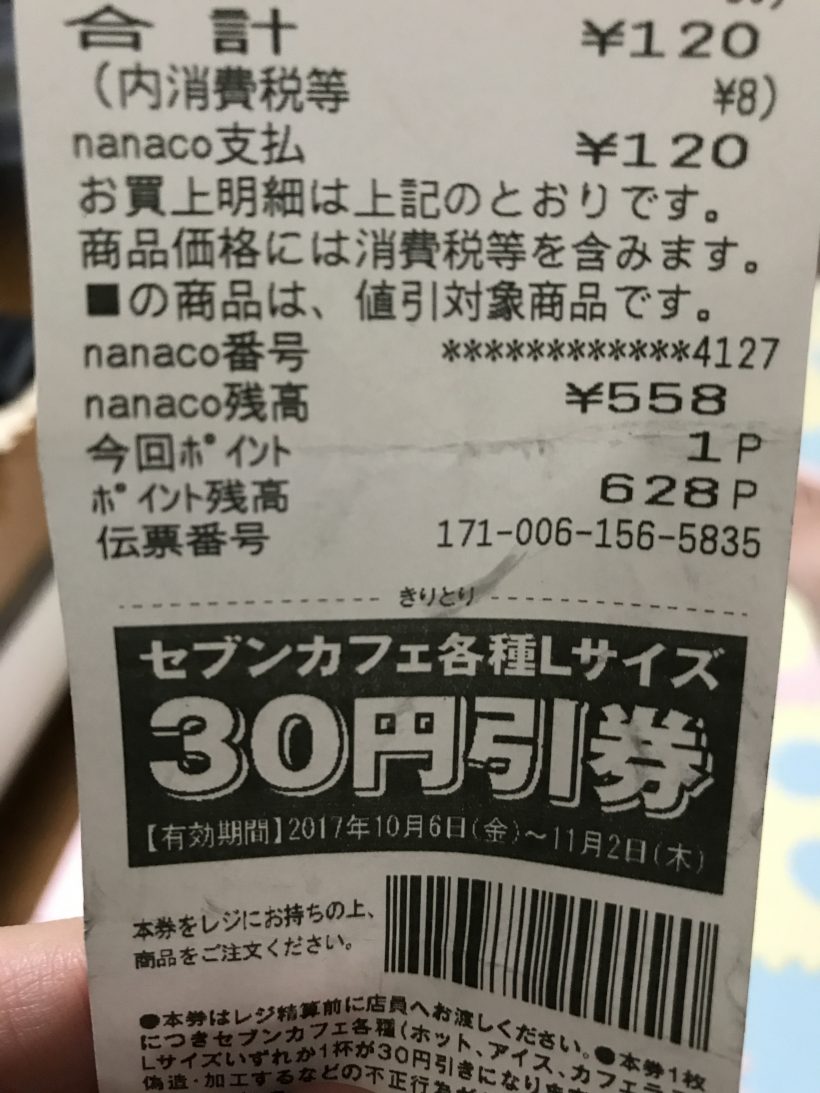 合計 ¥120
(内消費税等 ¥8)
nanaco支払 ¥120
お買上明細は上記のとおりです。
商品価格には消費税等を含みます。
■の商品は、値引対象商品です。
nanaco番号 ************4127
nanaco残高 ¥558
今回ﾎﾟｲﾝﾄ 1P
ﾎﾟｲﾝﾄ残高 628P
伝票番号 171-006-156-5835
きりとり
セブンカフェ各種Lサイズ
30円引券
【有効期間】2017年10月6日(金)〜11月2日(木)
本券をレジにお持ちの上、
商品をご注文ください。
●本券はレジ精算前に店員へお渡しください。●本券1枚
につきセブンカフェ各種(ホット、アイス、カフェラテ
Lサイズいずれか1杯が30円引きになり
偽造・加工するなどの不正行為